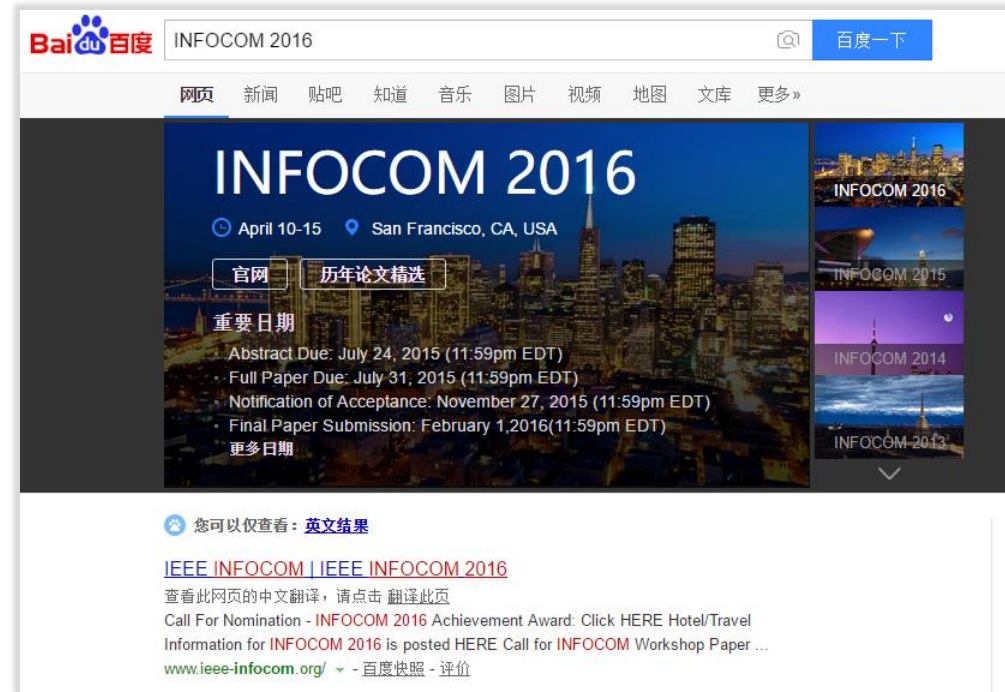 Bai du 百度
INFOCOM 2016
百度一下
网页 新闻 贴吧 知道 音乐 图片 视频 地图 文库 更多»
INFOCOM 2016
April 10-15 San Francisco, CA, USA
官网 历年论文精选
重要日期
Abstract Due: July 24, 2015 (11:59pm EDT)
Full Paper Due: July 31, 2015 (11:59pm EDT)
Notification of Acceptance: November 27, 2015 (11:59pm EDT)
Final Paper Submission: February 1,2016(11:59pm EDT)
更多日期
INFOCOM 2016
INFOCOM 2015
INFOCOM 2014
INFOCOM 2013
您可以仅查看：英文结果
IEEE INFOCOM | IEEE INFOCOM 2016
查看此网页的中文翻译，请点击 翻译此页
Call For Nomination - INFOCOM 2016 Achievement Award: Click HERE Hotel/Travel
Information for INFOCOM 2016 is posted HERE Call for INFOCOM Workshop Paper ...
www.ieee-infocom.org/ - 百度快照 - 评价